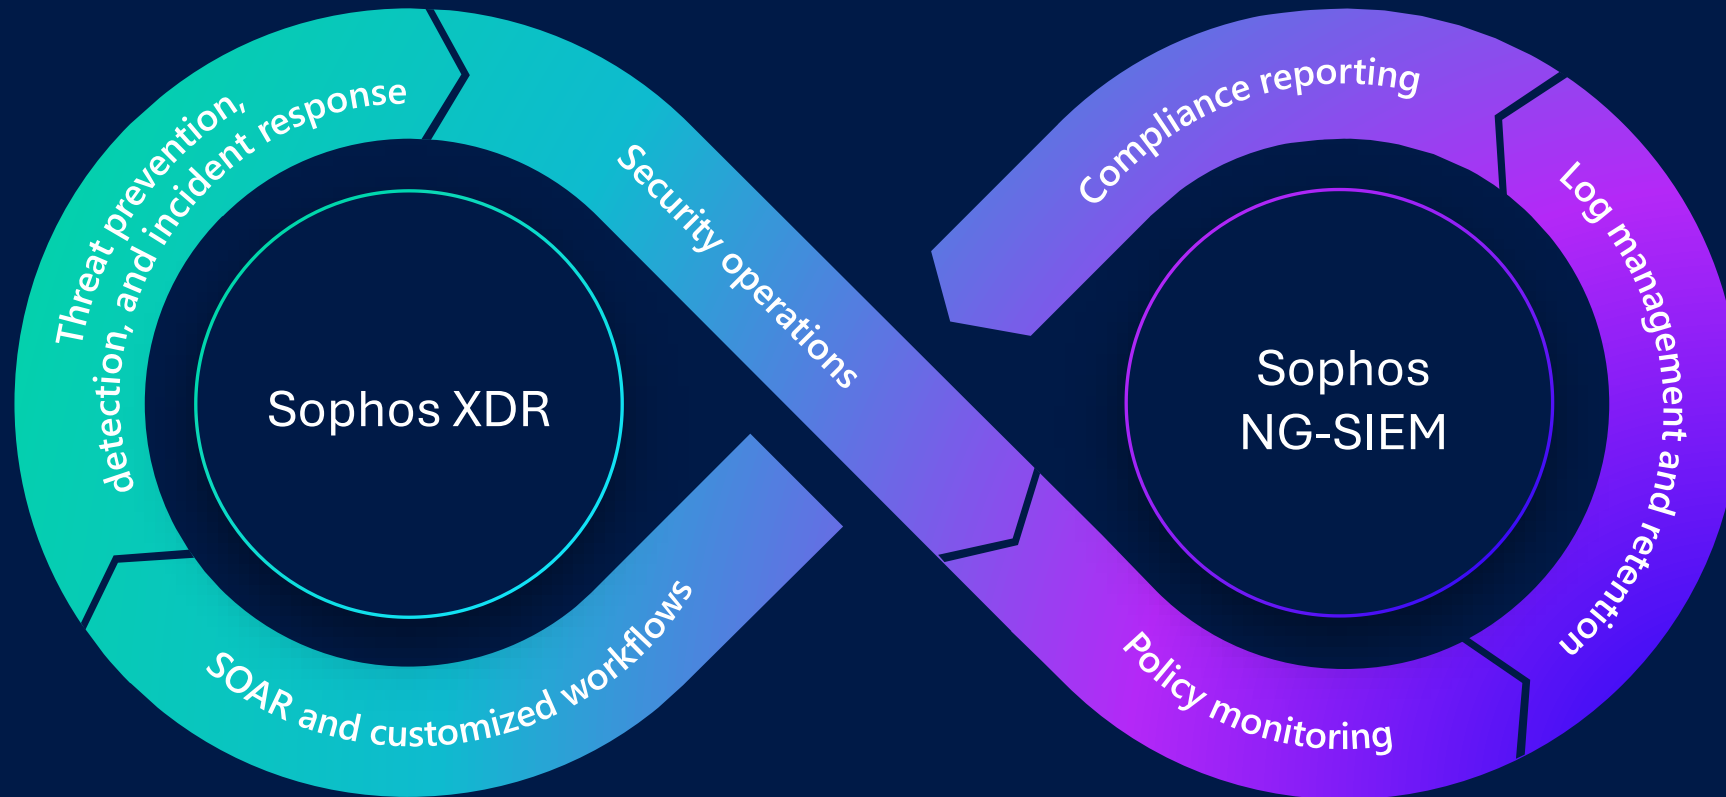 Threat prevention,
detection, and incident response
Security operations
Compliance reporting
Log management and retention
Sophos XDR
Sophos
NG-SIEM
SOAR and customized workflows
Policy monitoring